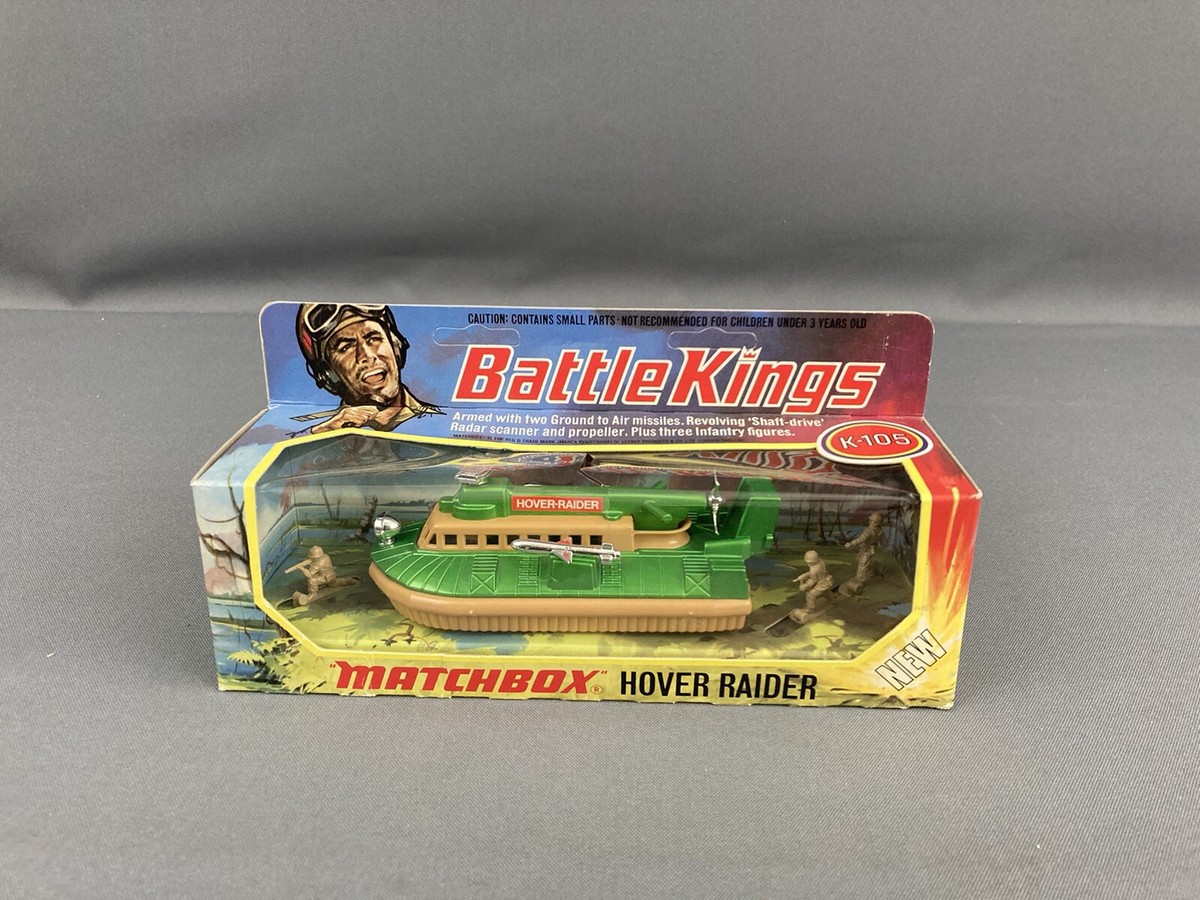 CAUTION: CONTAINS SMALL PARTS - NOT RECOMMENDED FOR CHILDREN UNDER 3 YEARS OLD
BattleKings
Armed with two Ground to Air missiles. Revolving 'Shaft-drive'
Radar scanner and propeller. Plus three Infantry figures.
K-105
HOVER-RAIDER
"MATCHBOX"® HOVER RAIDER
NEW